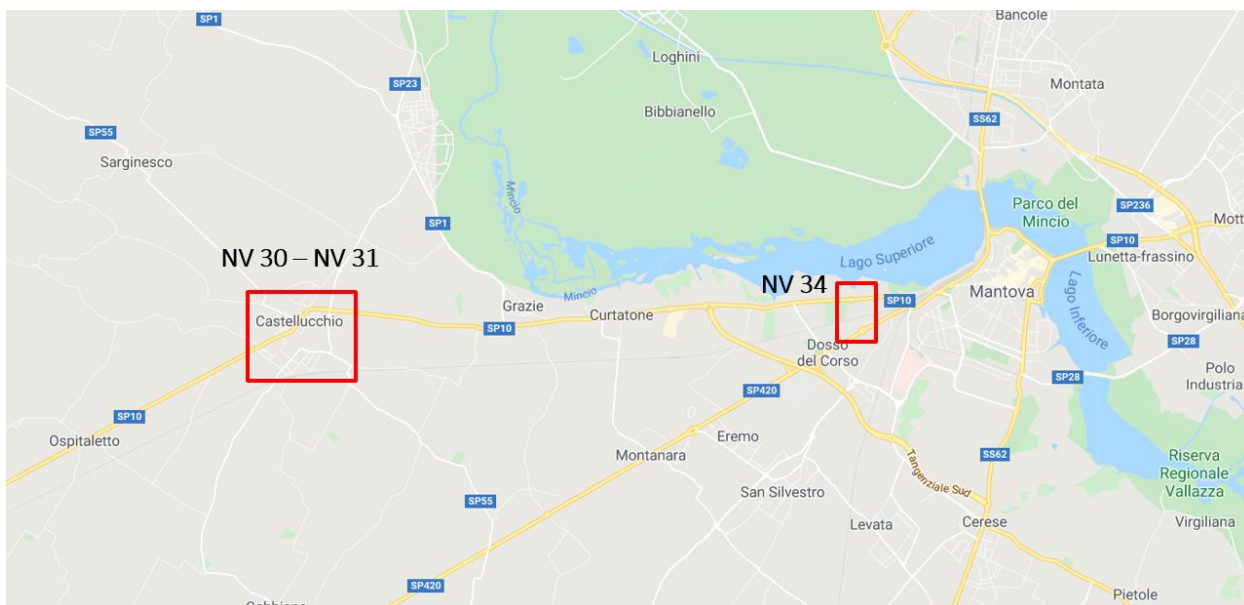 SP1
Bancole
Loghini
SP23
Montata
Bibbianello
SS62
SP55
Sarginesco
Mincio
Parco del
Mincio
SP236
Mott
SP1
NV 30 – NV 31
Lago Superiore
SP10
Lunetta-frassino
NV 34
Mincio
Grazie
SP10
Mantova
Lago Inferiore
Castellucchio
SP10
Curtatone
Borgovirgiliana
Dosso
del Corso
SP28
SP28
Polo
Industria
SP420
SP10
Ospitaletto
Eremo
Montanara
SS62
Tangenziale Sud
Riserva
Regionale
Vallazza
San Silvestro
SP55
Levata
Cerese
Virgiliana
SP420
Pietole